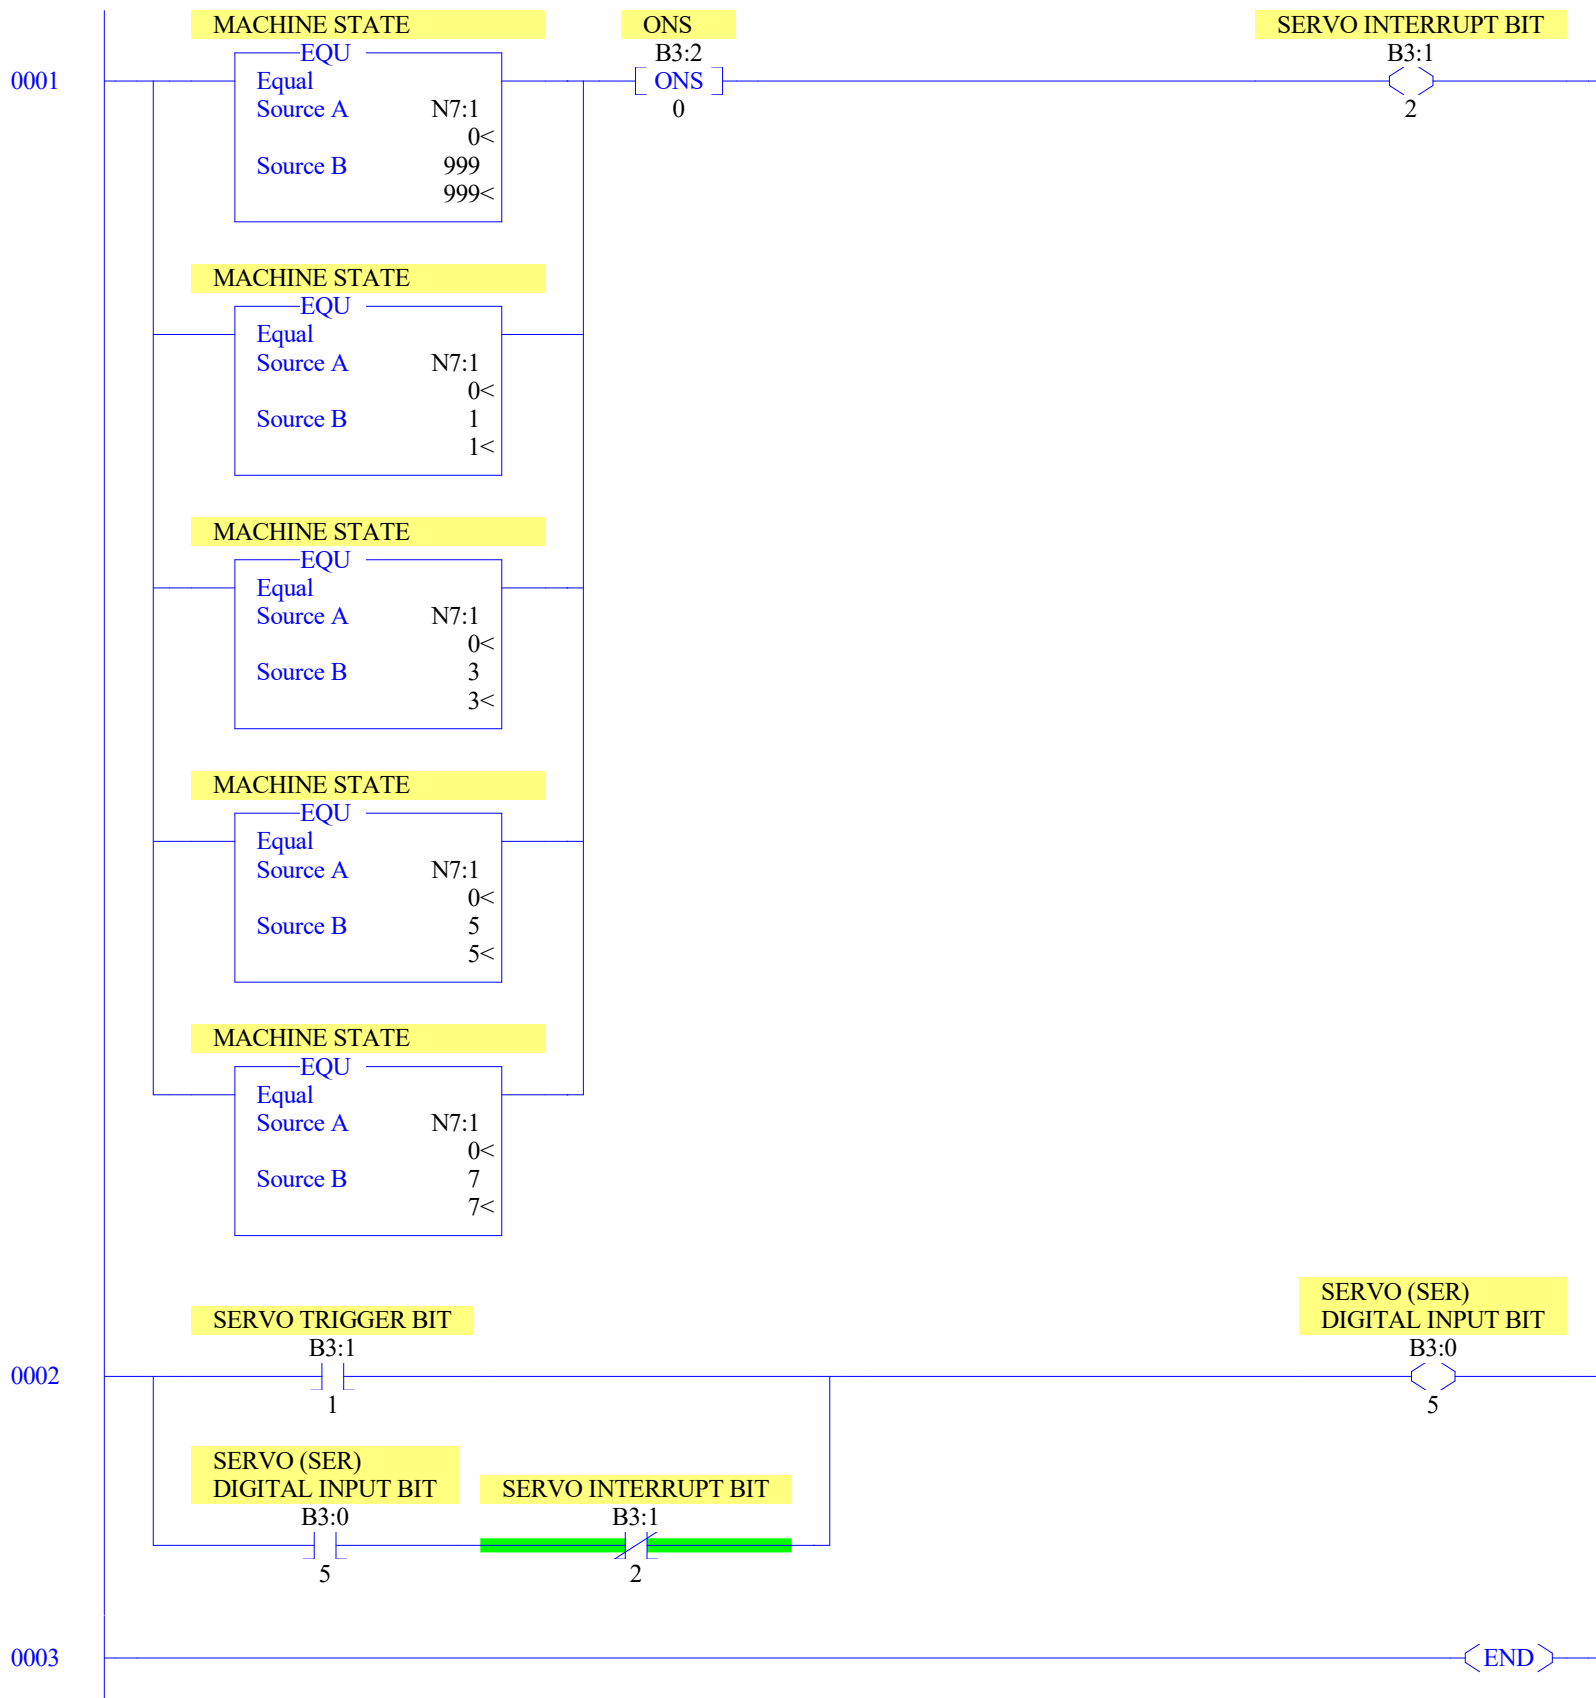 MACHINE STATE
EQU
Equal
Source A N7:1
0<
Source B 999
999<
ONS
B3:2
ONS
0
SERVO INTERRUPT BIT
B3:1
2
0001
MACHINE STATE
EQU
Equal
Source A N7:1
0<
Source B 1
1<
MACHINE STATE
EQU
Equal
Source A N7:1
0<
Source B 3
3<
MACHINE STATE
EQU
Equal
Source A N7:1
0<
Source B 5
5<
MACHINE STATE
EQU
Equal
Source A N7:1
0<
Source B 7
7<
0002
SERVO TRIGGER BIT
B3:1
1
SERVO (SER)
DIGITAL INPUT BIT
B3:0
5
SERVO (SER)
DIGITAL INPUT BIT
B3:0
5
SERVO INTERRUPT BIT
B3:1
2
0003
END